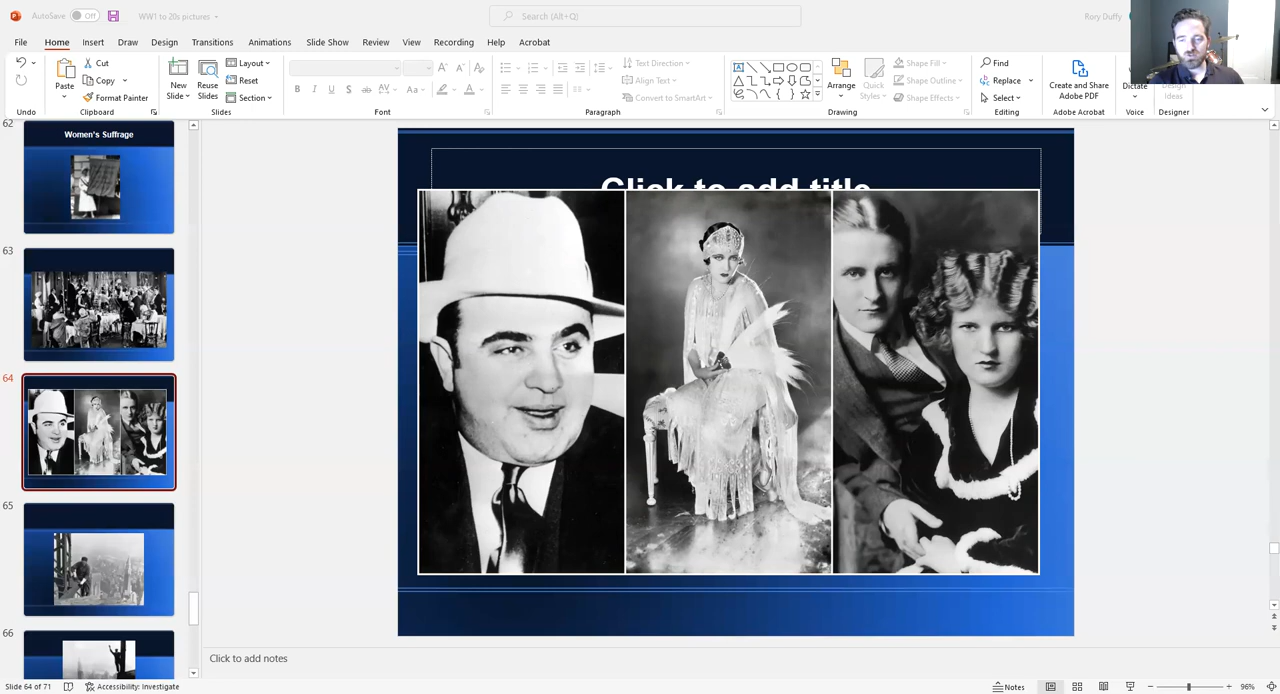 AutoSave Off WW1 to 20s pictures Search (Alt+Q) Rory Duffy
File Home Insert Draw Design Transitions Animations Slide Show Review View Recording Help Acrobat
Undo
Paste
Cut
Copy
Format Painter
Clipboard
New Slide
Reuse Slides
Layout
Reset
Section
Slides
B I U S ab AV Aa A
Font
Text Direction
Align Text
Convert to SmartArt
Paragraph
Arrange
Quick Styles
Shape Fill
Shape Outline
Shape Effects
Drawing
Find
Replace
Select
Editing
Create and Share Adobe PDF
Adobe Acrobat
Dictate
Voice
Design Ideas
Designer
62
Women's Suffrage
63
64
65
66
Click to add title
Click to add notes
Slide 64 of 71 Accessibility: Investigate Notes 96%